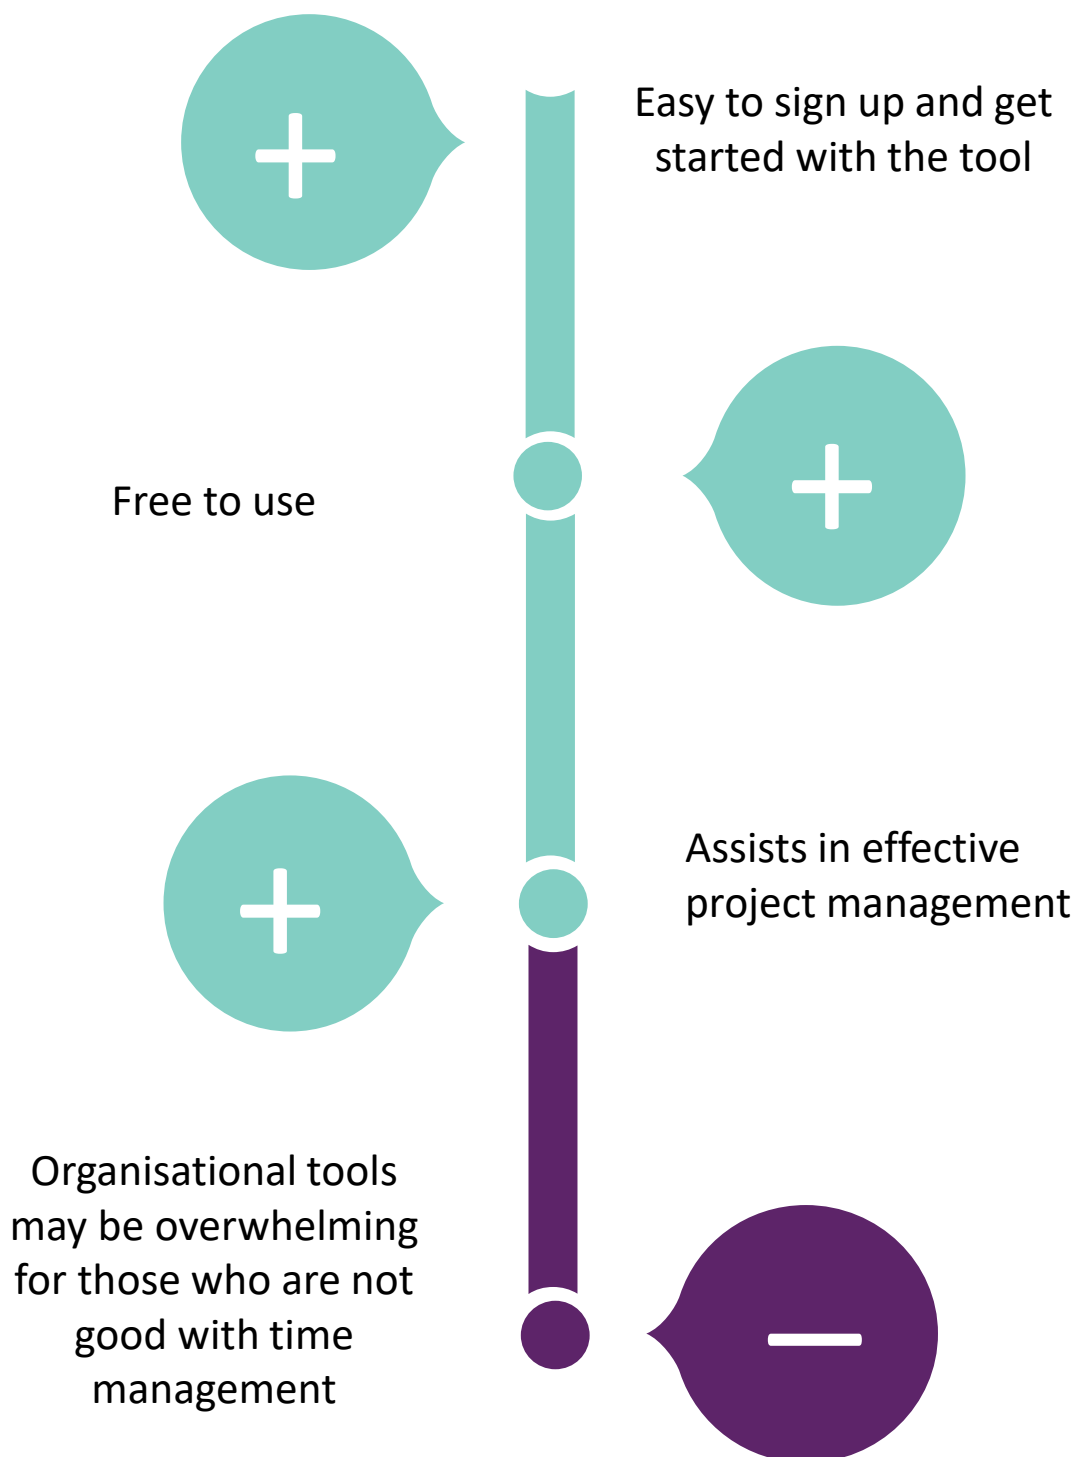 +
Easy to sign up and get
started with the tool
Free to use
+
+
Assists in effective
project management
Organisational tools
may be overwhelming
for those who are not
good with time
management
–